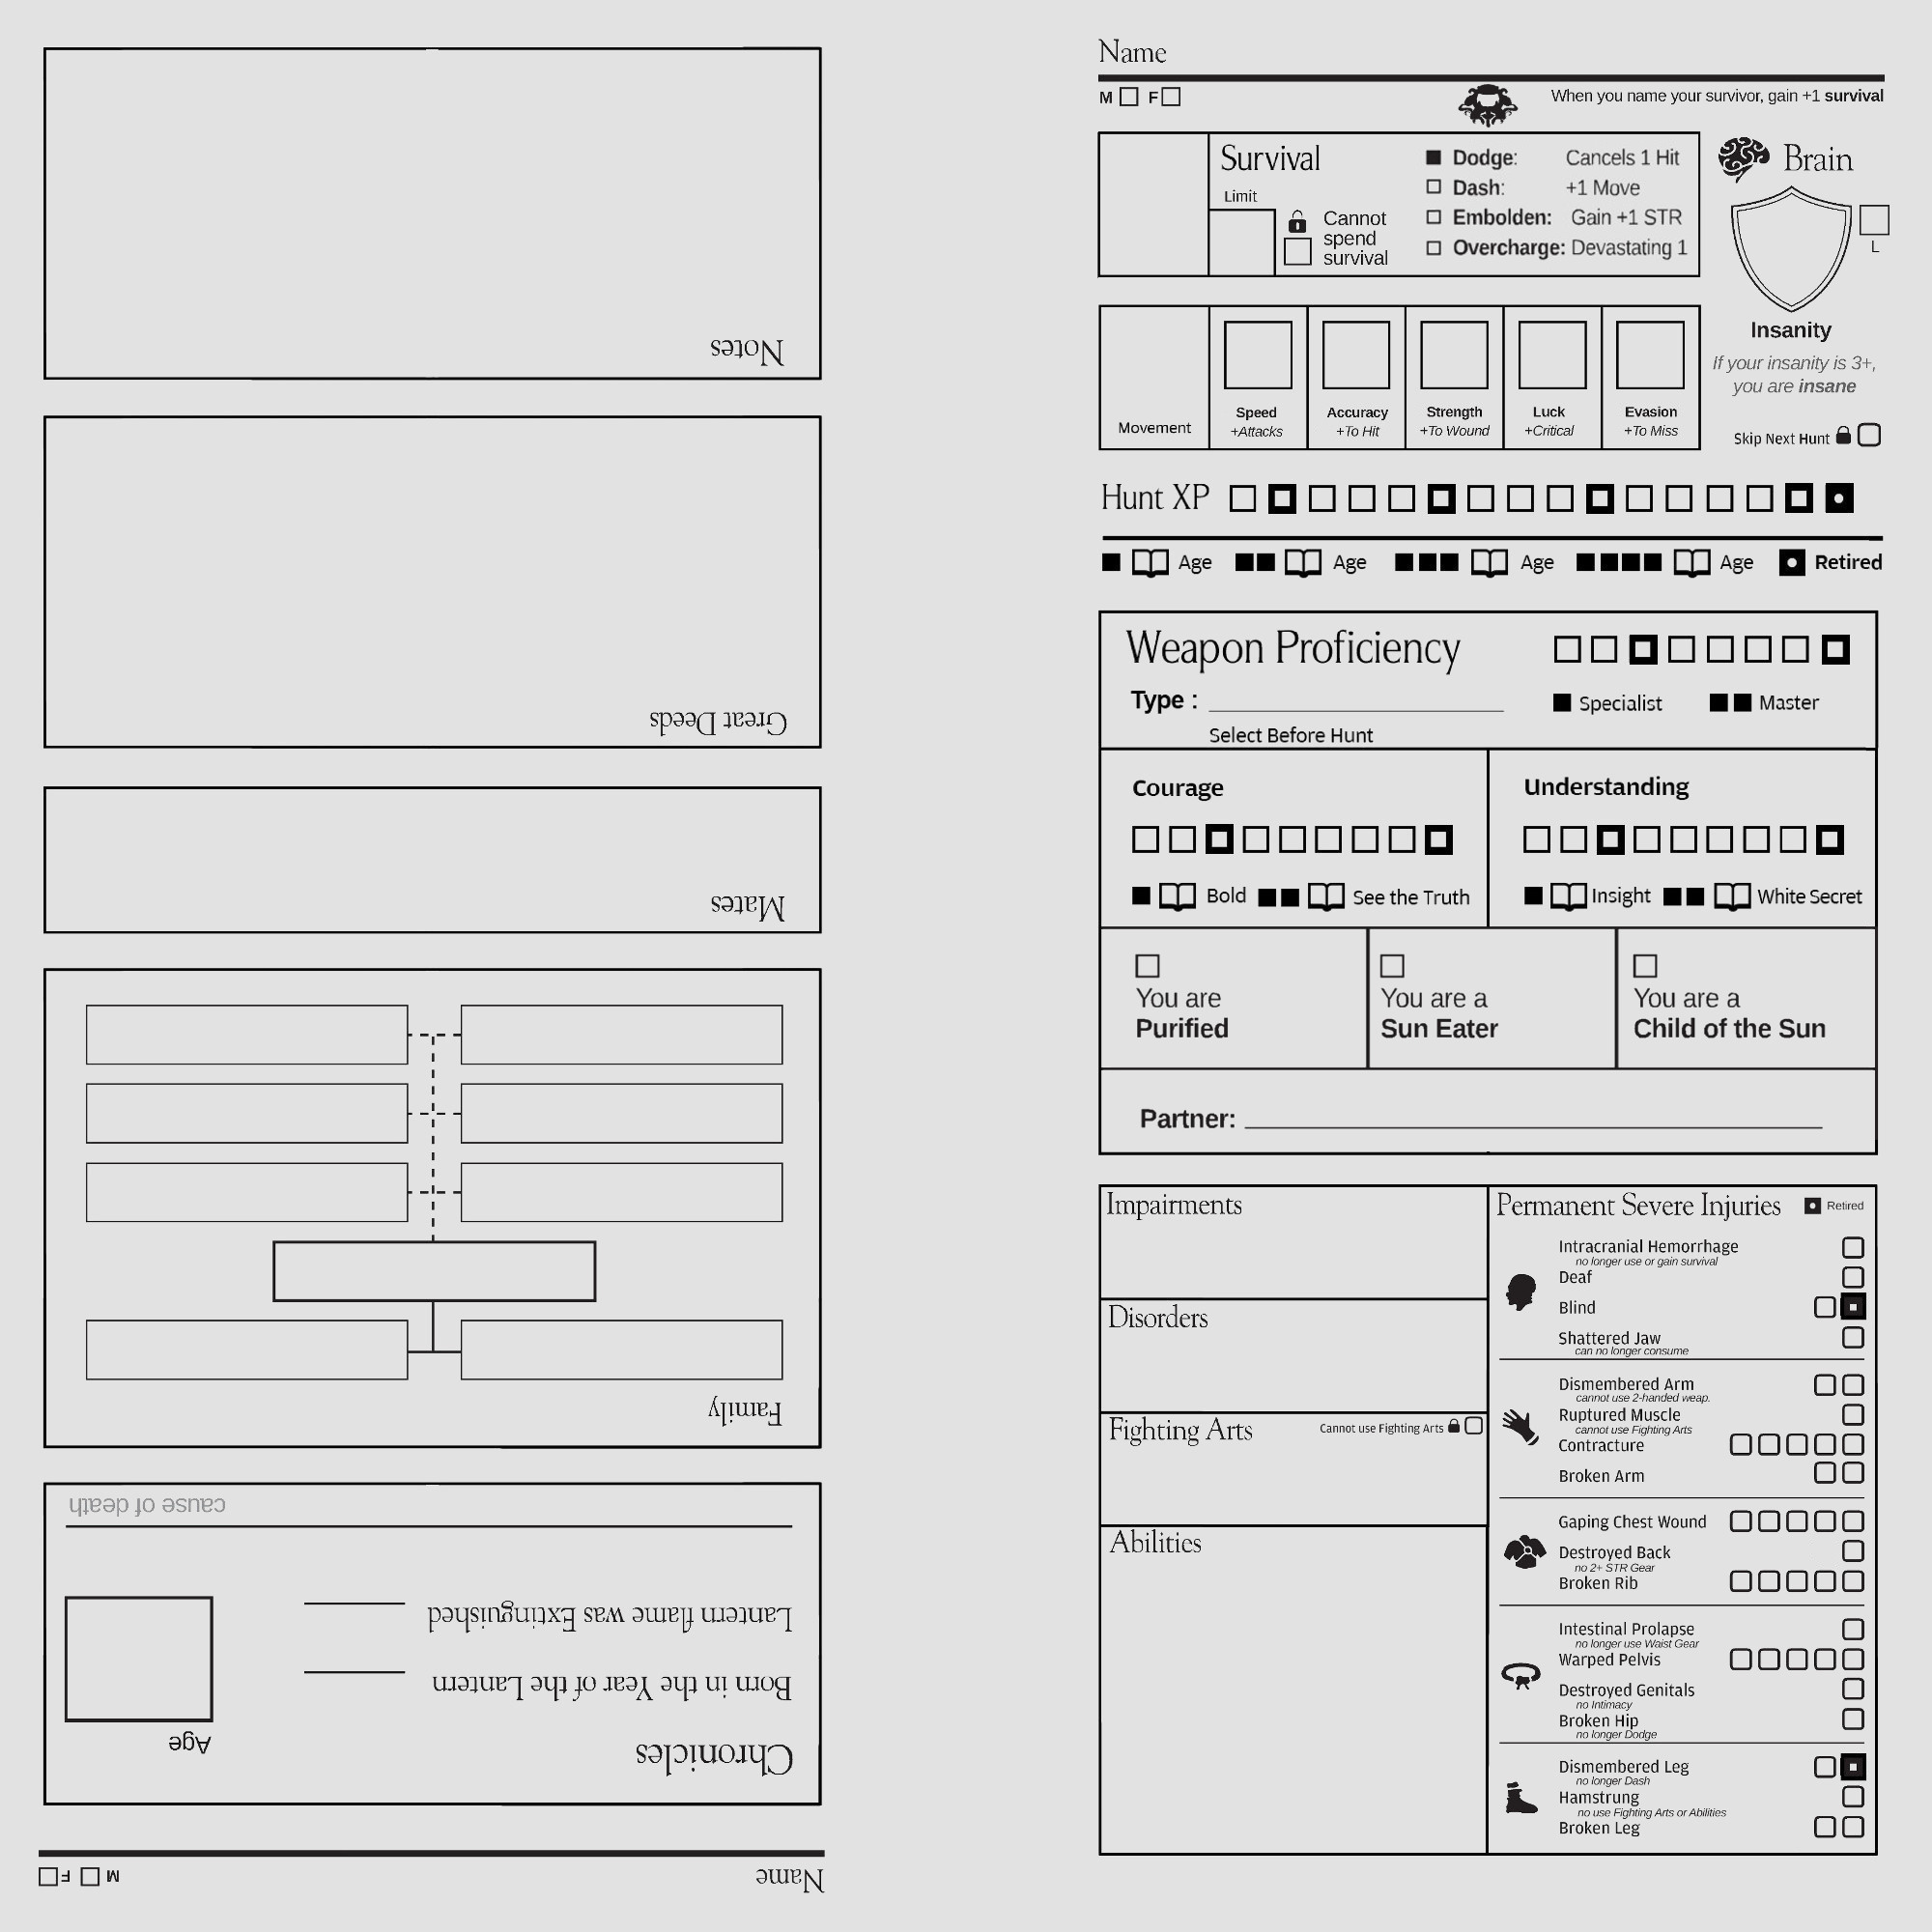 Name
M F When you name your survivor, gain +1 survival
Survival
Limit
Cannot
spend
survival
Dodge: Cancels 1 Hit
Dash: +1 Move
Embolden: Gain +1 STR
Overcharge: Devastating 1
Brain
L
Insanity
If your insanity is 3+,
you are insane
Skip Next Hunt
Movement
Speed
+Attacks
Accuracy
+To Hit
Strength
+To Wound
Luck
+Critical
Evasion
+To Miss
Hunt XP
Age Age Age Age Retired
Weapon Proficiency
Type :
Select Before Hunt
Specialist Master
Courage
Bold See the Truth
Understanding
Insight White Secret
You are
Purified
You are a
Sun Eater
You are a
Child of the Sun
Partner:
Impairments
Disorders
Fighting Arts Cannot use Fighting Arts
Abilities
Permanent Severe Injuries Retired
Intracranial Hemorrhage
no longer use or gain survival
Deaf
Blind
Shattered Jaw
can no longer consume
Dismembered Arm
cannot use 2-handed weap.
Ruptured Muscle
cannot use Fighting Arts
Contracture
Broken Arm
Gaping Chest Wound
Destroyed Back
no 2+ STR Gear
Broken Rib
Intestinal Prolapse
no longer use Waist Gear
Warped Pelvis
Destroyed Genitals
no Intimacy
Broken Hip
no longer Dodge
Dismembered Leg
no longer Dash
Hamstrung
no use Fighting Arts or Abilities
Broken Leg
Name
M F
Chronicles
Age
Born in the Year of the Lantern
Lantern flame was Extinguished
cause of death
Family
Mates
Great Deeds
Notes